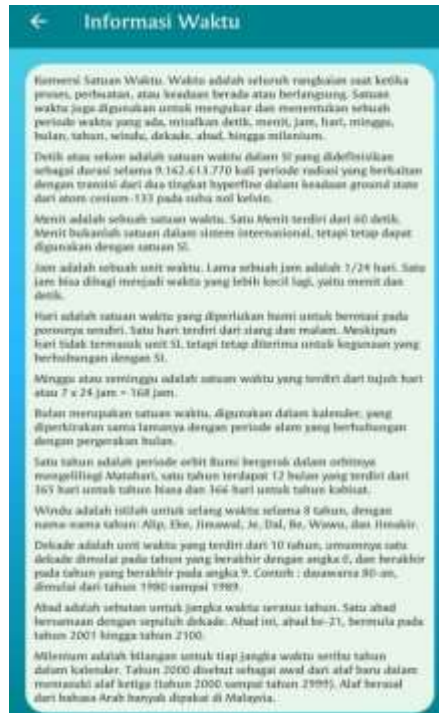 Informasi Waktu
Konversi Satuan Waktu. Waktu adalah seluruh rangkaian saat ketika
proses, perbuatan, atau keadaan berada atau berlangsung. Satuan
waktu juga digunakan untuk mengukur dan menentukan sebuah
periode waktu yang ada, misalkan detik, menit, jam, hari, minggu,
bulan, tahun, windu, dekade, abad, hingga milenium.
Detik atau sekon adalah satuan waktu dalam SI yang didefinisikan
sebagai durasi selama 9.162.613.770 kali periode radiasi yang berkaitan
dengan transisi dari dua tingkat hyperfine dalam keadaan ground state
dari atom cesium-133 pada suhu nol kelvin.
Menit adalah sebuah satuan waktu. Satu Menit terdiri dari 60 detik.
Menit bukanlah satuan dalam sistem internasional, tetapi tetap dapat
digunakan dengan satuan SI.
Jam adalah sebuah unit waktu. Lama sebuah jam adalah 1/24 hari. Satu
jam bisa dibagi menjadi waktu yang lebih kecil lagi, yaitu menit dan
detik.
Hari adalah satuan waktu yang diperlukan bumi untuk berotasi pada
porosnya sendiri. Satu hari terdiri dari siang dan malam. Meskipun
hari tidak termasuk unit SI, tetapi tetap diterima untuk kegunaan yang
berhubungan dengan SI.
Minggu atau seminggu adalah satuan waktu yang terdiri dari tujuh hari
atau 7 x 24 jam = 168 jam.
Bulan merupakan satuan waktu, digunakan dalam kalender, yang
diperkirakan sama lamanya dengan periode alam yang berhubungan
dengan pergerakan bulan.
Satu tahun adalah periode orbit Bumi bergerak dalam orbitnya
mengelilingi Matahari, satu tahun terdapat 12 bulan yang terdiri dari
365 hari untuk tahun biasa dan 366 hari untuk tahun kabisat.
Windu adalah istilah untuk selang waktu selama 8 tahun, dengan
nama-nama tahun: Alip, Ehe, Jimawal, Je, Dal, Be, Wawu, dan Jimakir.
Dekade adalah unit waktu yang terdiri dari 10 tahun, umumnya satu
dekade dimulai pada tahun yang berakhir dengan angka 0, dan berakhir
pada tahun yang berakhir pada angka 9. Contoh : dasawarsa 80-an,
dimulai dari tahun 1980 sampai 1989.
Abad adalah sebutan untuk jangka waktu seratus tahun. Satu abad
bersamaan dengan sepuluh dekade. Abad ini, abad ke-21, bermula pada
tahun 2001 hingga tahun 2100.
Milenium adalah bilangan untuk tiap jangka waktu seribu tahun
dalam kalender. Tahun 2000 disebut sebagai awal dari alaf baru dalam
memasuki alaf ketiga (tahun 2000 sampai tahun 2999). Alaf berasal
dari bahasa Arab banyak dipakai di Malaysia.